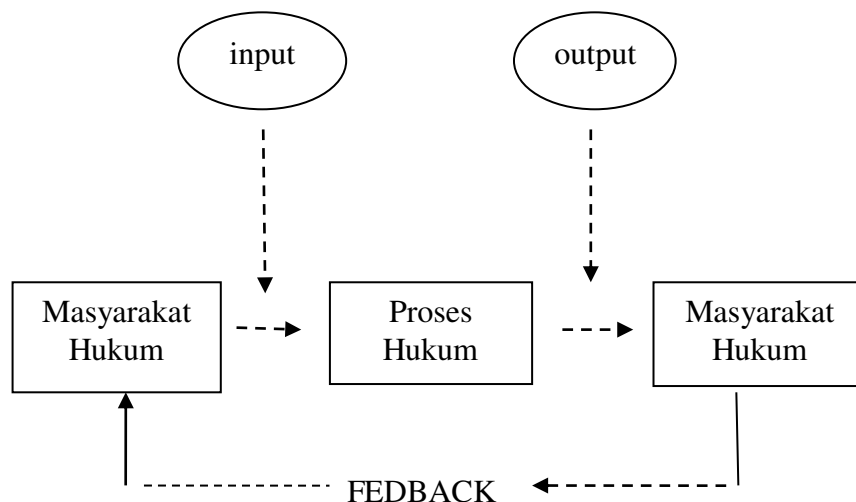 input
output
Masyarakat
Hukum
Proses
Hukum
Masyarakat
Hukum
FEDBACK